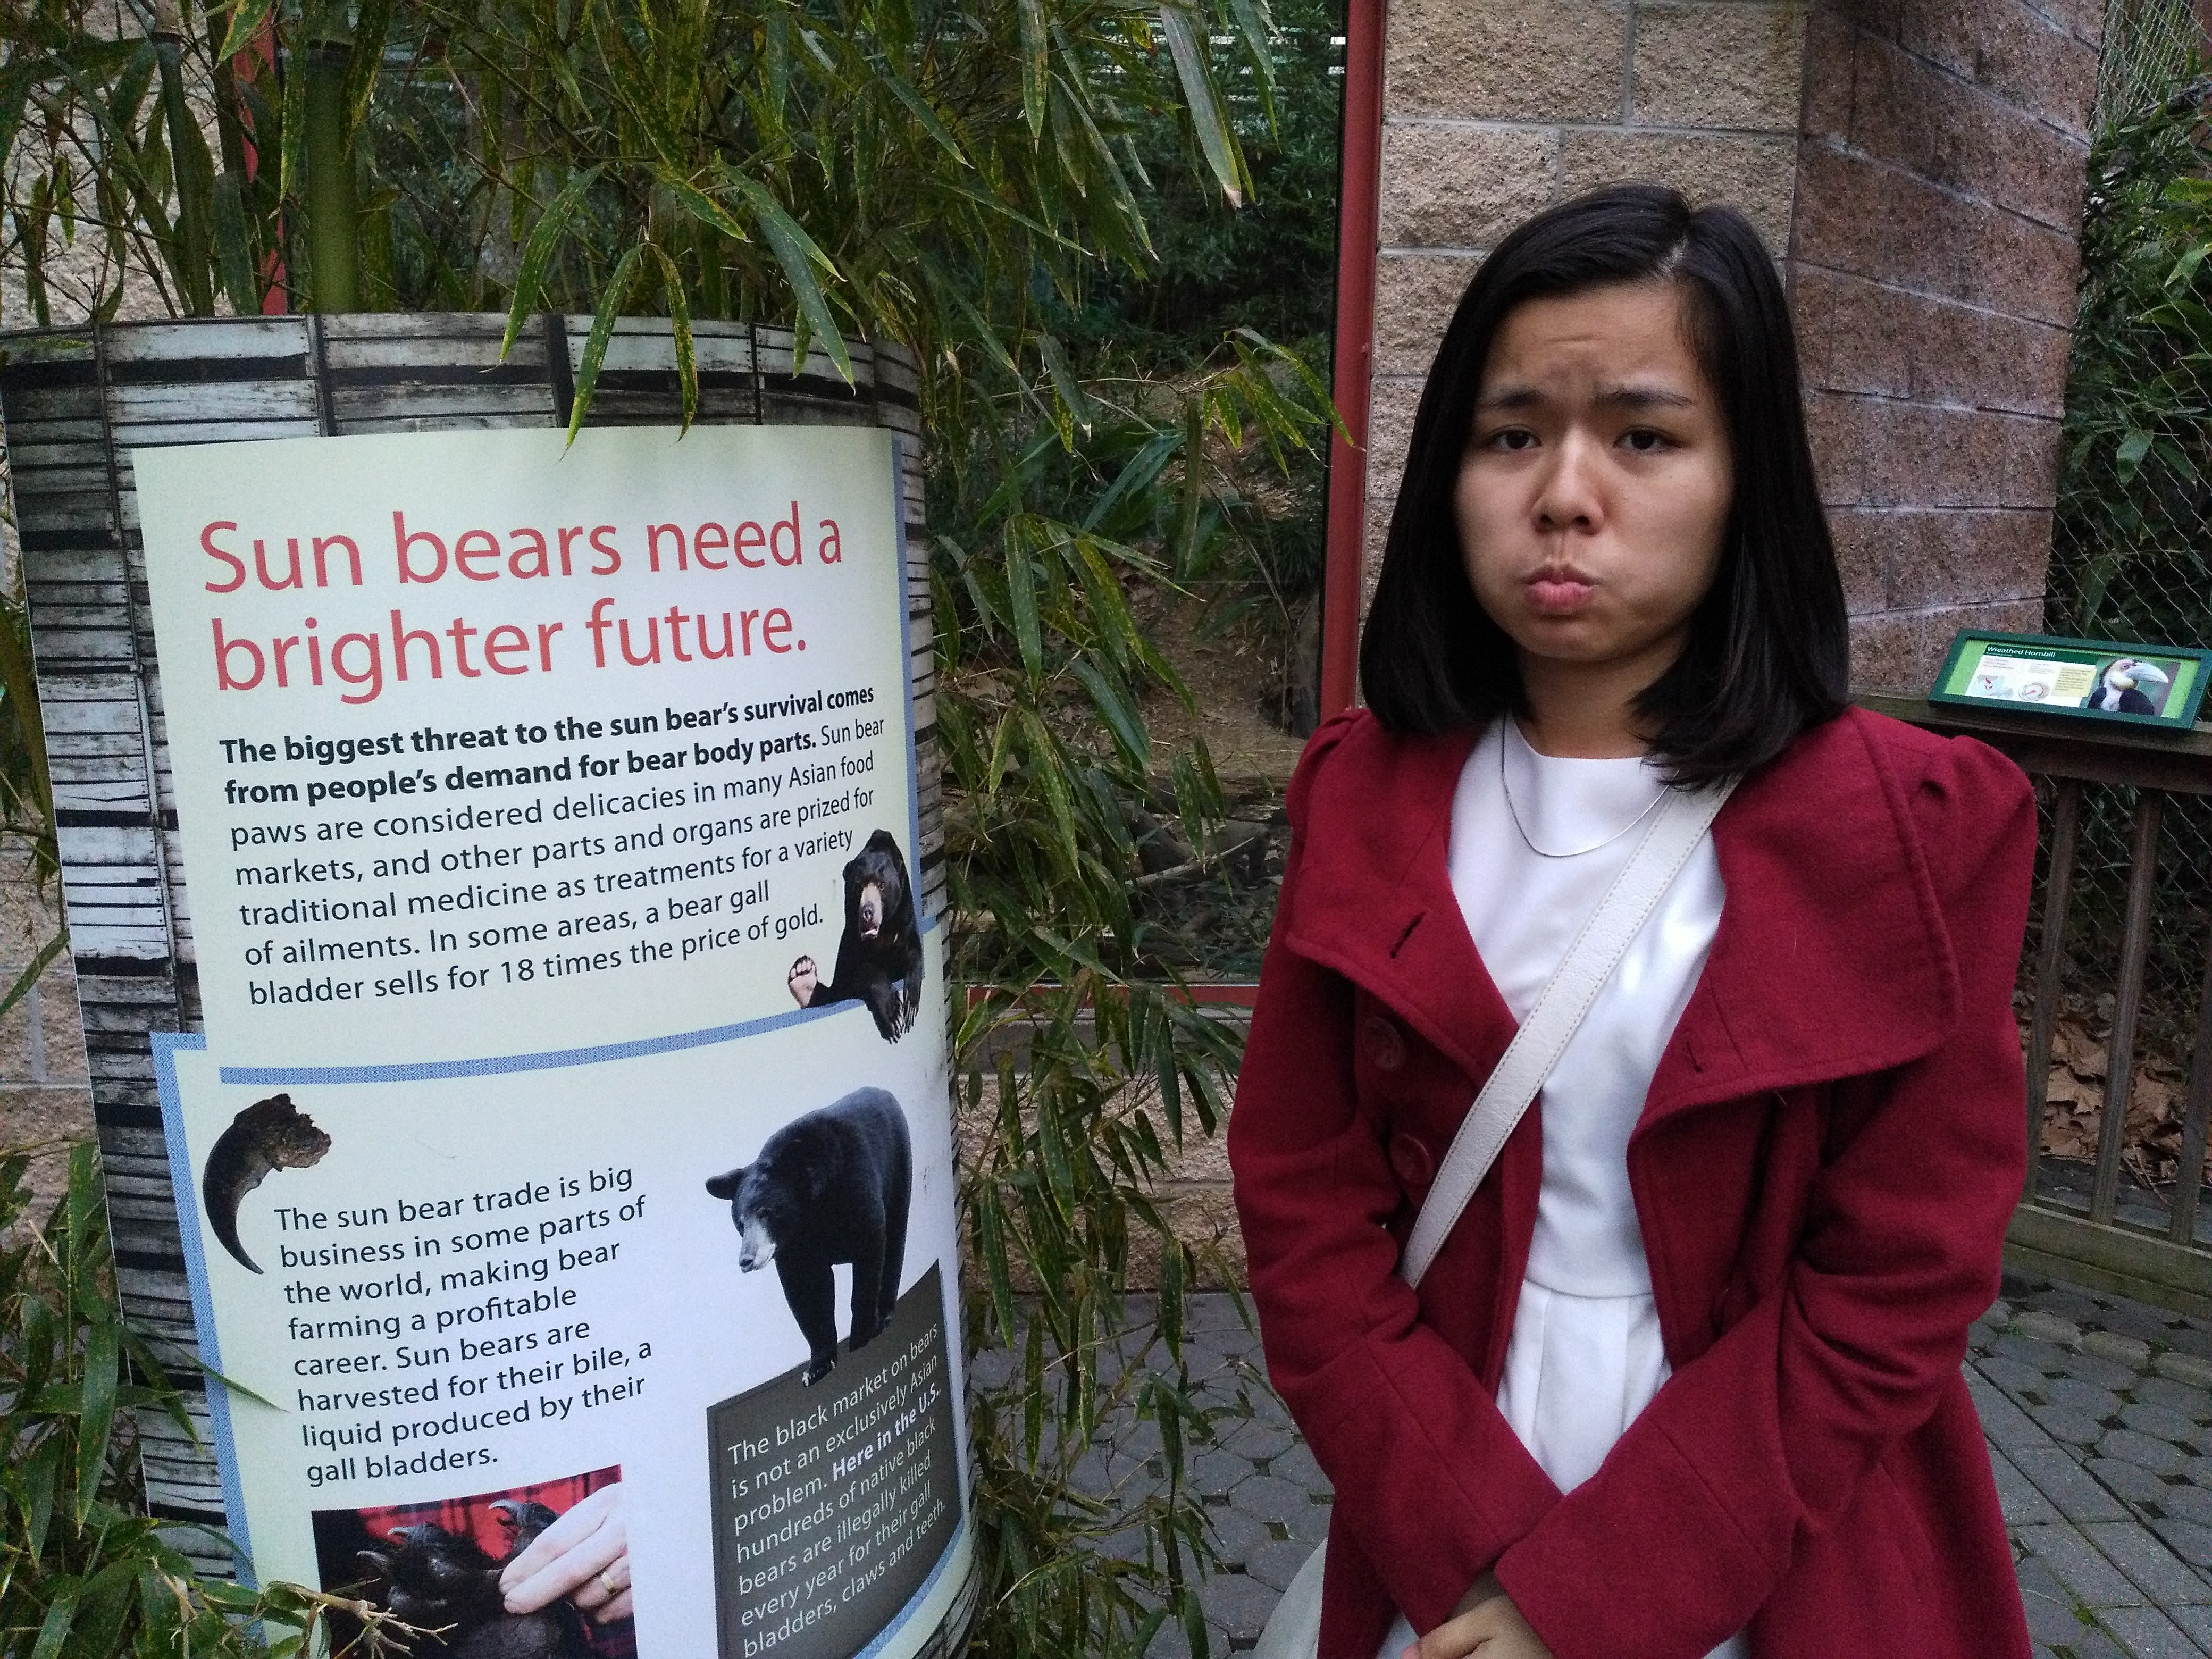 Sun bears need a
brighter future.
The biggest threat to the sun bear's survival comes
from people's demand for bear body parts. Sun bear
paws are considered delicacies in many Asian food
markets, and other parts and organs are prized for
traditional medicine as treatments for a variety
of ailments. In some areas, a bear gall
bladder sells for 18 times the price of gold.
The sun bear trade is big
business in some parts of
the world, making bear
farming a profitable
career. Sun bears are
harvested for their bile, a
liquid produced by their
gall bladders.
The black market on bears
is not an exclusively Asian
problem. Here in the U.S.,
hundreds of native black
bears are illegally killed
every year for their gall
bladders, claws and teeth.
Wreathed Hornbill